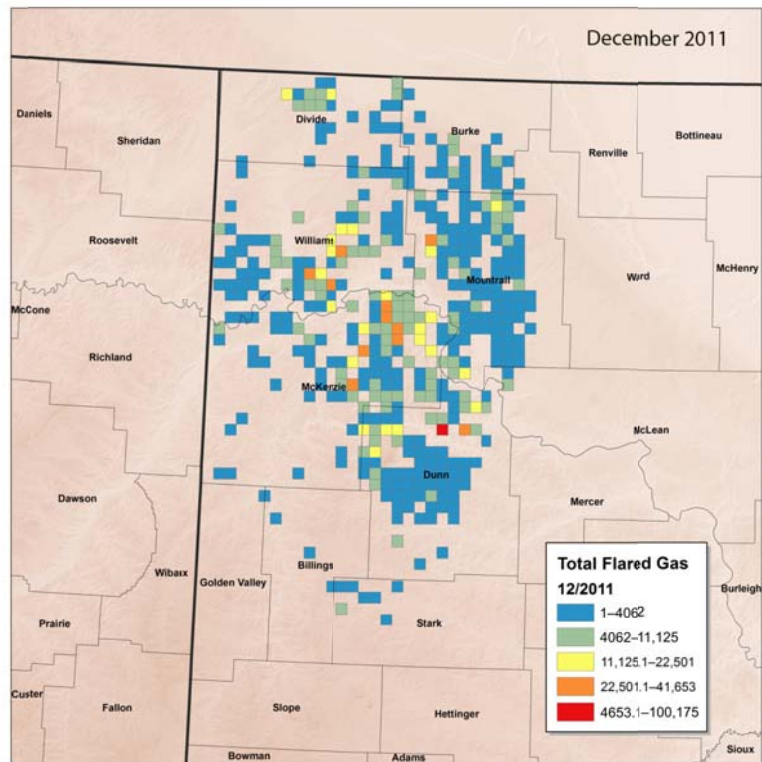 December 2011
Daniels
Sheridan
Divide
Burke
Renville
Bottineau
Roosevelt
Williams
Mountrail
Ward
McHenry
McCone
Richland
McKenzie
McLean
Dawson
Dunn
Mercer
Wibaux
Golden Valley
Billings
Burleigh
Prairie
Stark
Custer
Fallon
Slope
Hettinger
Bowman
Adams
Sioux
Total Flared Gas
12/2011
1–4062
4062–11,125
11,125.1–22,501
22,501.1–41,653
4653.1–100,175